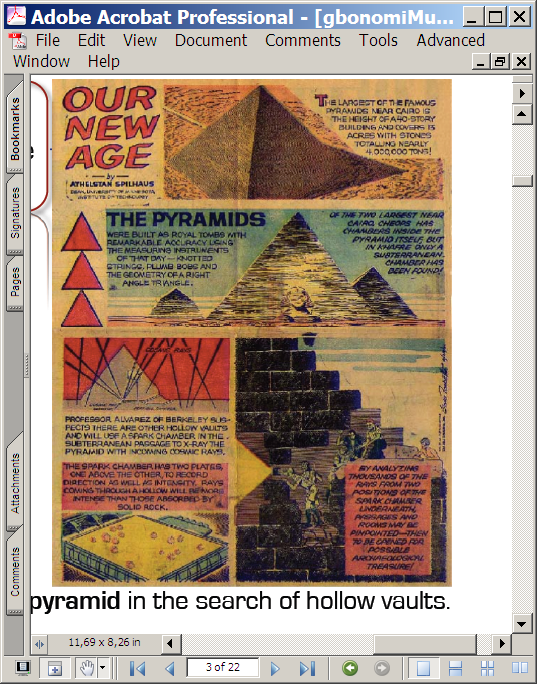 Adobe Acrobat Professional - [gbonomiMu...
File Edit View Document Comments Tools Advanced
Window Help
Bookmarks
Signatures
Pages
Attachments
Comments
OUR
NEW
AGE
by
ATHELSTAN SPILHAUS
DEAN, UNIVERSITY OF MINNESOTA
INSTITUTE OF TECHNOLOGY
THE LARGEST OF THE FAMOUS
PYRAMIDS NEAR CAIRO IS
THE HEIGHT OF A 40-STORY
BUILDING AND COVERS 13
ACRES WITH STONES
TOTALLING NEARLY
4,000,000 TONS!
THE PYRAMIDS
WERE BUILT AS ROYAL TOMBS WITH
REMARKABLE ACCURACY USING
THE MEASURING INSTRUMENTS
OF THAT DAY—KNOTTED
STRINGS, PLUMB BOBS AND
THE GEOMETRY OF A RIGHT
ANGLE TRIANGLE.
OF THE TWO LARGEST NEAR
CAIRO, CHEOPS HAS
CHAMBERS INSIDE THE
PYRAMID ITSELF, BUT
IN KHAFRE ONLY A
SUBTERRANEAN
CHAMBER HAS
BEEN FOUND!
COSMIC RAYS
PROFESSOR ALVAREZ OF BERKELEY SUS-
PECTS THERE ARE OTHER HOLLOW VAULTS
AND WILL USE A SPARK CHAMBER IN THE
SUBTERRANEAN PASSAGE TO X-RAY THE
PYRAMID WITH INCOMING COSMIC RAYS.
THE SPARK CHAMBER HAS TWO PLATES,
ONE ABOVE THE OTHER, TO RECORD
DIRECTION AS WELL AS INTENSITY. RAYS
COMING THROUGH A HOLLOW WILL BE MORE
INTENSE THAN THOSE ABSORBED BY
SOLID ROCK.
BY ANALYZING
THOUSANDS OF THE
RAYS FROM TWO
POSITIONS OF THE
SPARK CHAMBER
UNDERNEATH,
PASSAGES AND
ROOMS MAY BE
PINPOINTED—THEN
TO BE OPENED FOR
POSSIBLE
ARCHAEOLOGICAL
TREASURE!
pyramid in the search of hollow vaults.
11,69 x 8,26 in
3 of 22